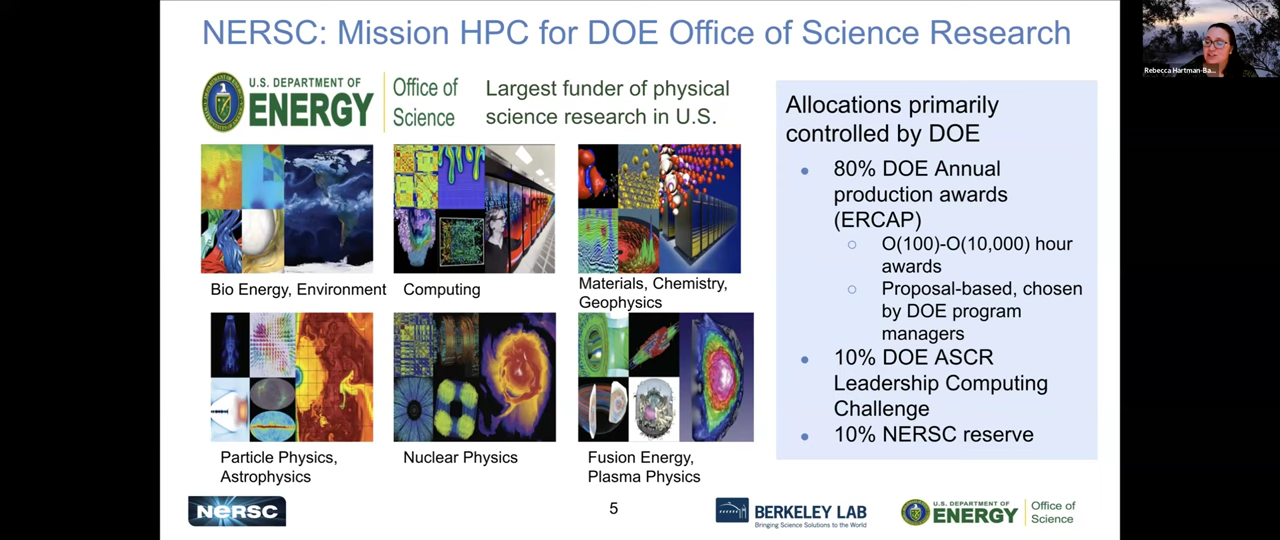 NERSC: Mission HPC for DOE Office of Science Research
U.S. DEPARTMENT OF
ENERGY
Office of
Science
Largest funder of physical
science research in U.S.
Bio Energy, Environment
Computing
Materials, Chemistry,
Geophysics
Particle Physics,
Astrophysics
Nuclear Physics
Fusion Energy,
Plasma Physics
Allocations primarily
controlled by DOE
● 80% DOE Annual
production awards
(ERCAP)
○ O(100)-O(10,000) hour
awards
○ Proposal-based, chosen
by DOE program
managers
● 10% DOE ASCR
Leadership Computing
Challenge
● 10% NERSC reserve
NERSC
5
BERKELEY LAB
Bringing Science Solutions to the World
U.S. DEPARTMENT OF
ENERGY
Office of
Science
Rebecca Hartman-Ba...